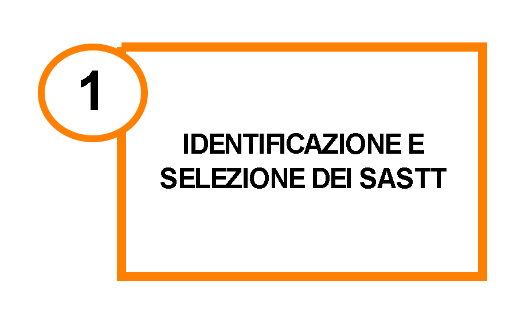 1
IDENTIFICAZIONE E
SELEZIONE DEI SASTT